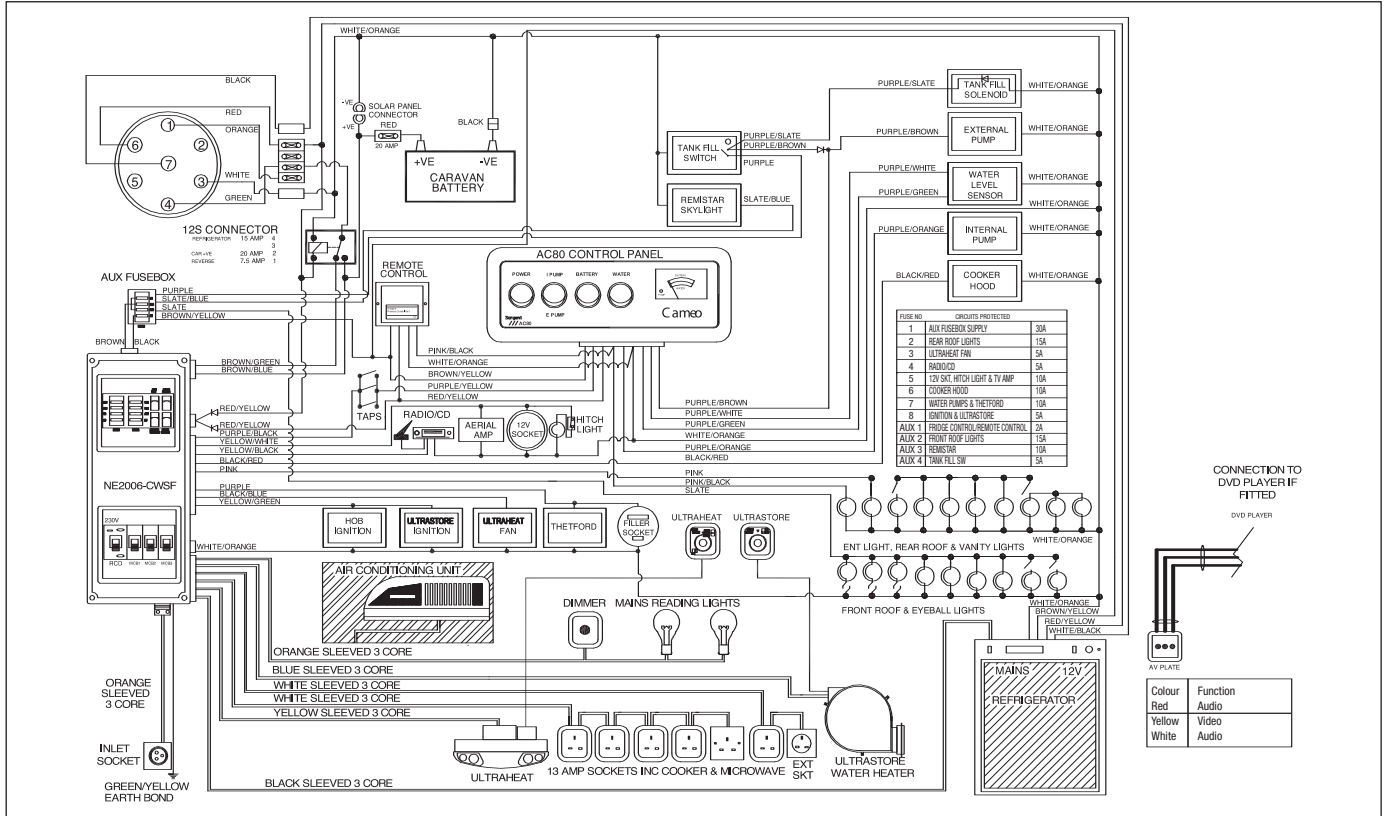 WHITE/ORANGE
BLACK
RED
ORANGE
WHITE
GREEN
1
2
3
4
5
6
7
12S CONNECTOR
REFRIGERATOR 15 AMP 4
3
CAR +VE 20 AMP 2
REVERSE 7.5 AMP 1
-VE
SOLAR PANEL
CONNECTOR
+VE
RED
20 AMP
BLACK
+VE -VE
CARAVAN
BATTERY
TANK FILL
SWITCH
PURPLE/SLATE
PURPLE/BROWN
PURPLE
REMISTAR
SKYLIGHT
SLATE/BLUE
PURPLE/SLATE
TANK FILL
SOLENOID
WHITE/ORANGE
PURPLE/BROWN
EXTERNAL
PUMP
WHITE/ORANGE
PURPLE/WHITE
PURPLE/GREEN
WATER
LEVEL
SENSOR
WHITE/ORANGE
WHITE/ORANGE
PURPLE/ORANGE
INTERNAL
PUMP
WHITE/ORANGE
BLACK/RED
COOKER
HOOD
WHITE/ORANGE
AUX FUSEBOX
PURPLE
SLATE/BLUE
SLATE
BROWN/YELLOW
BROWN
BLACK
REMOTE
CONTROL
AC80 CONTROL PANEL
POWER I PUMP BATTERY WATER
E PUMP
Sargent
AC80
Cameo
PINK/BLACK
WHITE/ORANGE
BROWN/YELLOW
PURPLE/YELLOW
RED/YELLOW
BROWN/GREEN
BROWN/BLUE
RED/YELLOW
RED/YELLOW
PURPLE/BLACK
YELLOW/WHITE
YELLOW/BLACK
BLACK/RED
PINK
PURPLE
BLACK/BLUE
YELLOW/GREEN
WHITE/ORANGE
NE2006-CWSF
230V
RCD MCB1 MCB2 MCB3
TAPS
RADIO/CD
AERIAL
AMP
12V
SOCKET
HITCH
LIGHT
PURPLE/BROWN
PURPLE/WHITE
PURPLE/GREEN
WHITE/ORANGE
PURPLE/ORANGE
BLACK/RED
PINK
PINK/BLACK
SLATE
FUSE NO CIRCUITS PROTECTED
1 AUX FUSEBOX SUPPLY 30A
2 REAR ROOF LIGHTS 15A
3 ULTRAHEAT FAN 5A
4 RADIO/CD 5A
5 12V SKT, HITCH LIGHT & TV AMP 10A
6 COOKER HOOD 10A
7 WATER PUMPS & THETFORD 10A
8 IGNITION & ULTRASTORE 5A
AUX 1 FRIDGE CONTROL/REMOTE CONTROL 2A
AUX 2 FRONT ROOF LIGHTS 15A
AUX 3 REMISTAR 10A
AUX 4 TANK FILL SW 5A
HOB
IGNITION
ULTRASTORE
IGNITION
ULTRAHEAT
FAN
THETFORD
FILLER
SOCKET
ULTRAHEAT
ULTRASTORE
WHITE/ORANGE
ENT LIGHT, REAR ROOF & VANITY LIGHTS
FRONT ROOF & EYEBALL LIGHTS
WHITE/ORANGE
BROWN/YELLOW
RED/YELLOW
WHITE/BLACK
AIR CONDITIONING UNIT
DIMMER
MAINS READING LIGHTS
ORANGE SLEEVED 3 CORE
BLUE SLEEVED 3 CORE
WHITE SLEEVED 3 CORE
WHITE SLEEVED 3 CORE
YELLOW SLEEVED 3 CORE
BLACK SLEEVED 3 CORE
ORANGE
SLEEVED
3 CORE
INLET
SOCKET
GREEN/YELLOW
EARTH BOND
ULTRAHEAT
13 AMP SOCKETS INC COOKER & MICROWAVE
EXT
SKT
ULTRASTORE
WATER HEATER
MAINS 12V
REFRIGERATOR
CONNECTION TO
DVD PLAYER IF
FITTED
DVD PLAYER
AV PLATE
Colour Function
Red Audio
Yellow Video
White Audio